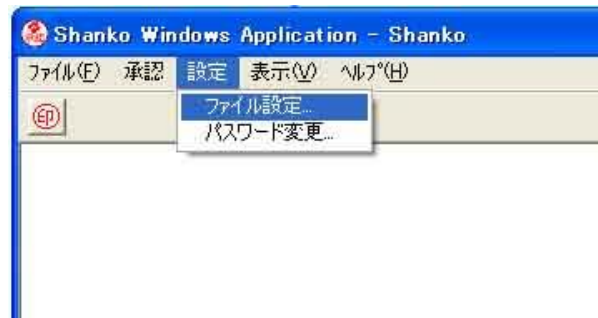 Shanko Windows Application - Shanko
ファイル(F) 承認 設定 表示(V) ヘルプ(H)
印
ファイル設定...
パスワード変更...